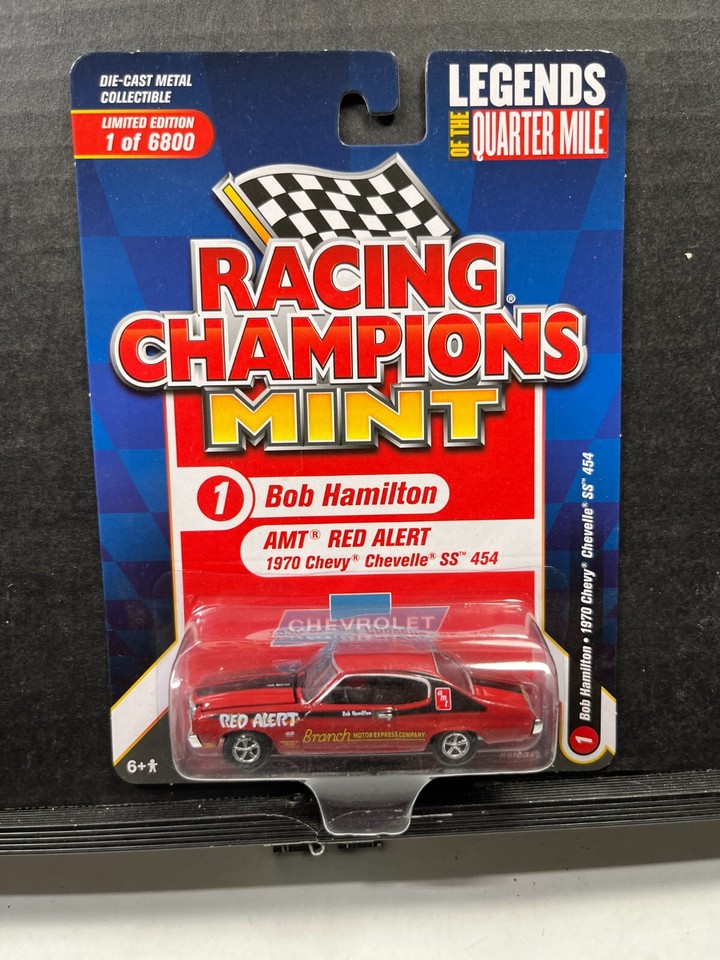 DIE-CAST METAL
COLLECTIBLE
LIMITED EDITION
1 of 6800
LEGENDS
OF THE
QUARTER MILE™
RACING®
CHAMPIONS
MINT
1
Bob Hamilton
AMT® RED ALERT
1970 Chevy® Chevelle® SS™ 454
CHEVROLET
RED ALERT
Bob Hamilton
Branch MOTOR EXPRESS COMPANY
amt
6+
1 Bob Hamilton • 1970 Chevy® Chevelle® SS™ 454